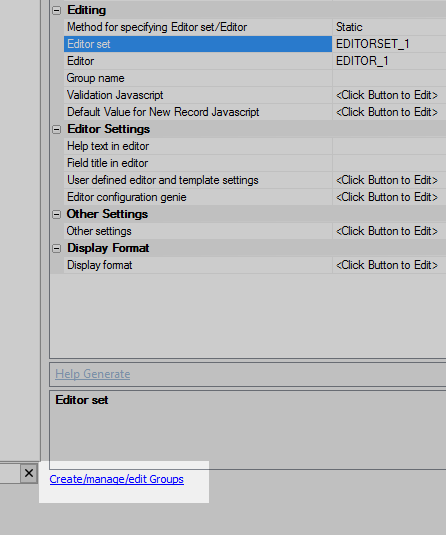 Editing
Method for specifying Editor set/Editor Static
Editor set EDITORSET_1
Editor EDITOR_1
Group name
Validation Javascript <Click Button to Edit>
Default Value for New Record Javascript <Click Button to Edit>
Editor Settings
Help text in editor
Field title in editor
User defined editor and template settings <Click Button to Edit>
Editor configuration genie <Click Button to Edit>
Other Settings
Other settings <Click Button to Edit>
Display Format
Display format <Click Button to Edit>
Help Generate
Editor set
Create/manage/edit Groups